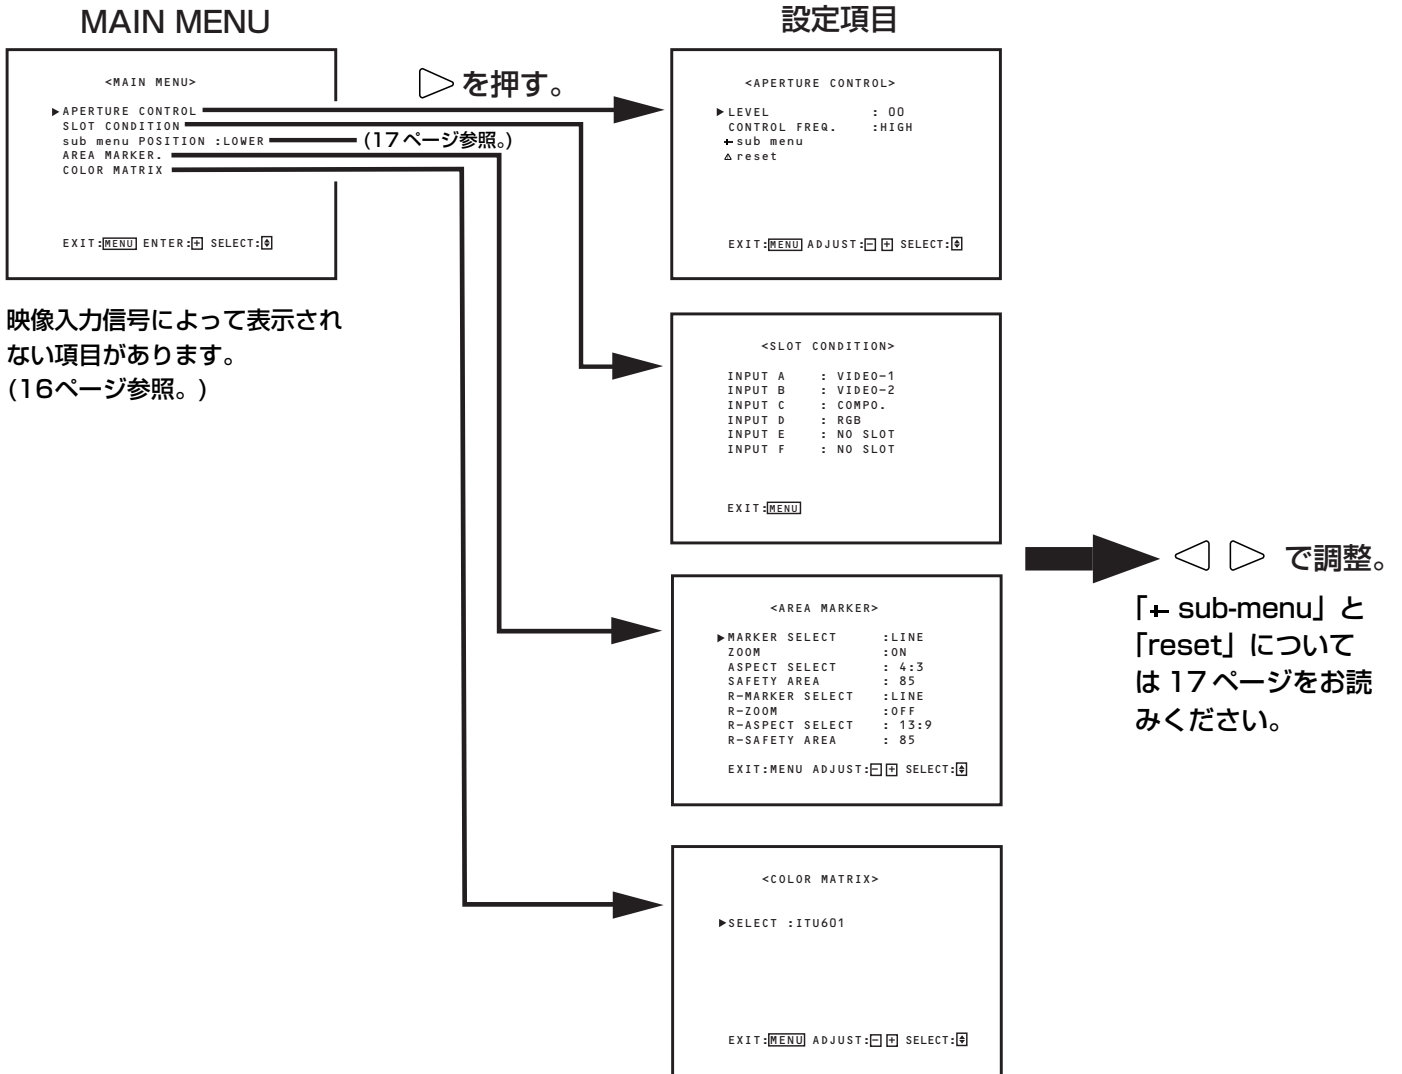 MAIN MENU
<MAIN MENU>
▶APERTURE CONTROL
SLOT CONDITION
sub menu POSITION :LOWER
AREA MARKER.
COLOR MATRIX
EXIT:MENU ENTER:+ SELECT:♦
映像入力信号によって表示され
ない項目があります。
(16ページ参照。)
▷を押す。
(17ページ参照。)
設定項目
<APERTURE CONTROL>
▶LEVEL : 00
CONTROL FREQ. :HIGH
+sub menu
△reset
EXIT:MENU ADJUST:- + SELECT:♦
<SLOT CONDITION>
INPUT A : VIDEO-1
INPUT B : VIDEO-2
INPUT C : COMPO.
INPUT D : RGB
INPUT E : NO SLOT
INPUT F : NO SLOT
EXIT:MENU
<AREA MARKER>
▶MARKER SELECT :LINE
ZOOM :ON
ASPECT SELECT : 4:3
SAFETY AREA : 85
R-MARKER SELECT :LINE
R-ZOOM :OFF
R-ASPECT SELECT : 13:9
R-SAFETY AREA : 85
EXIT:MENU ADJUST:- + SELECT:♦
<COLOR MATRIX>
▶SELECT :ITU601
EXIT:MENU ADJUST:- + SELECT:♦
◁ ▷ で調整。
「+ sub-menu」と
「reset」について
は 17 ページをお読
みください。